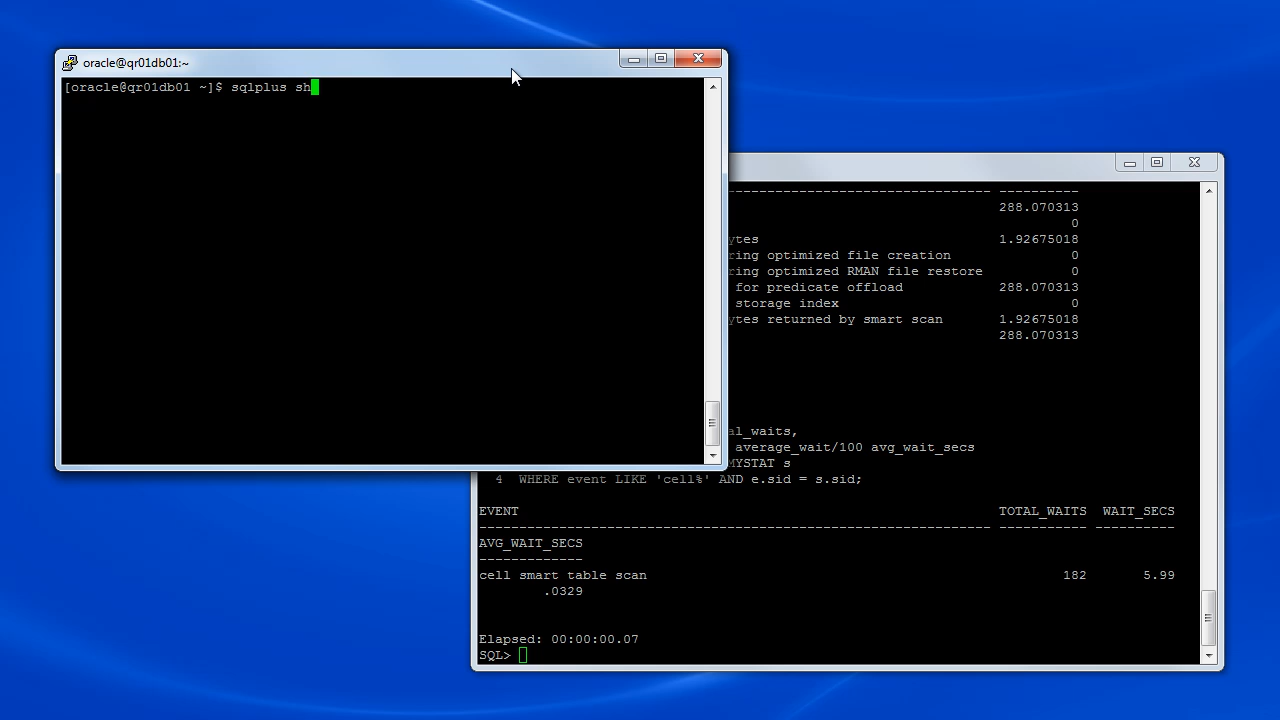 oracle@qr01db01:~
[oracle@qr01db01 ~]$ sqlplus sh
-------------------------------- ----------
288.070313
0
ytes 1.92675018
ring optimized file creation 0
ring optimized RMAN file restore 0
for predicate offload 288.070313
storage index 0
ytes returned by smart scan 1.92675018
288.070313
al_waits,
average_wait/100 avg_wait_secs
MYSTAT s
4 WHERE event LIKE 'cell%' AND e.sid = s.sid;
EVENT TOTAL_WAITS WAIT_SECS
---------------------------------------------------------------- ----------- ----------
AVG_WAIT_SECS
-------------
cell smart table scan 182 5.99
.0329
Elapsed: 00:00:00.07
SQL>